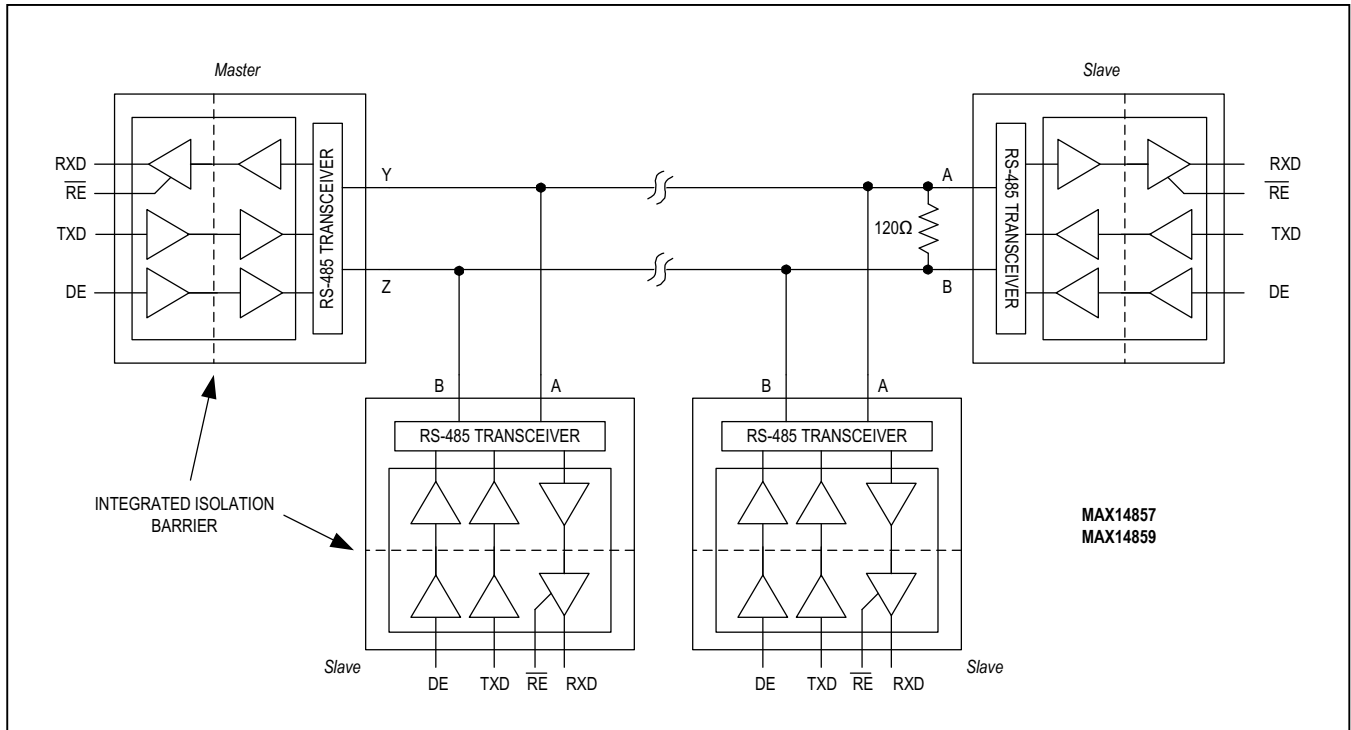 Master
Slave
RXD
RE
TXD
DE
RS-485 TRANSCEIVER
Y
Z
A
120Ω
B
RS-485 TRANSCEIVER
RXD
RE
TXD
DE
B
A
RS-485 TRANSCEIVER
B
A
RS-485 TRANSCEIVER
INTEGRATED ISOLATION
BARRIER
MAX14857
MAX14859
Slave
DE TXD RE RXD
DE TXD RE RXD
Slave